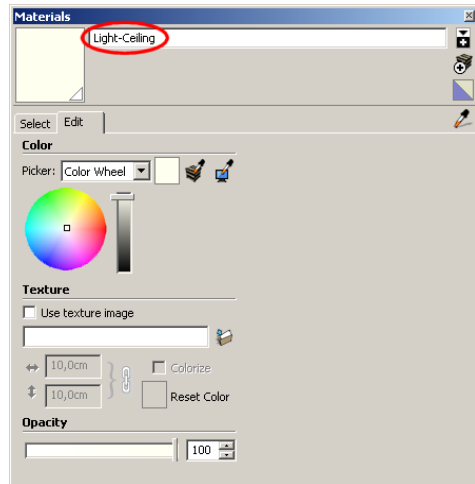 Materials
Light-Ceiling
Select Edit
Color
Picker: Color Wheel
Texture
Use texture image
10,0cm Colorize
10,0cm Reset Color
Opacity
100